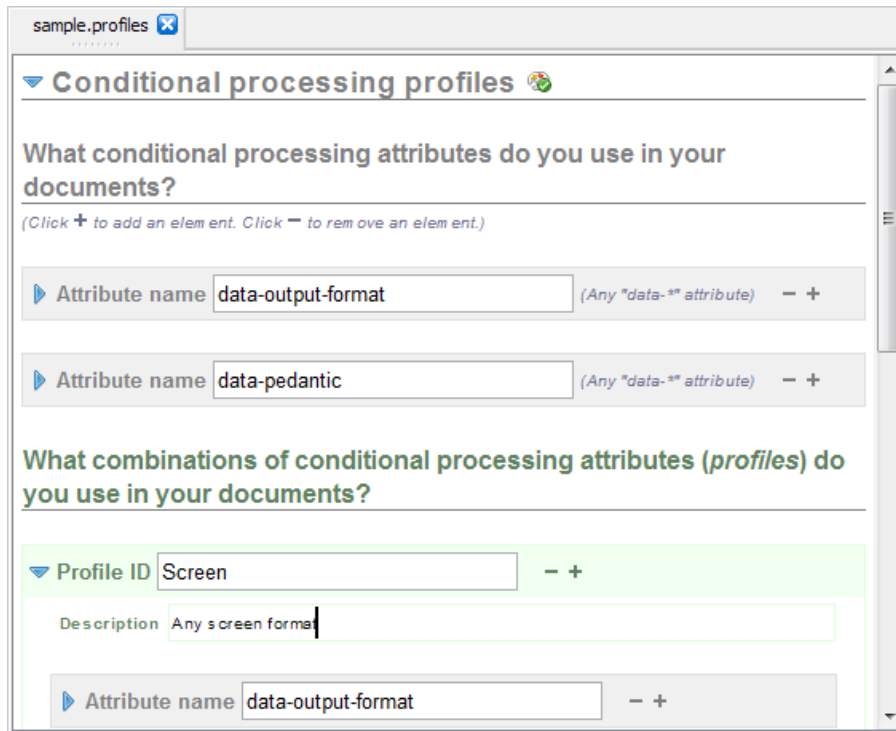 sample.profiles
Conditional processing profiles
What conditional processing attributes do you use in your
documents?
(Click + to add an element. Click − to remove an element.)
Attribute name data-output-format (Any "data-*" attribute) − +
Attribute name data-pedantic (Any "data-*" attribute) − +
What combinations of conditional processing attributes (profiles) do
you use in your documents?
Profile ID Screen − +
Description Any screen format
Attribute name data-output-format − +